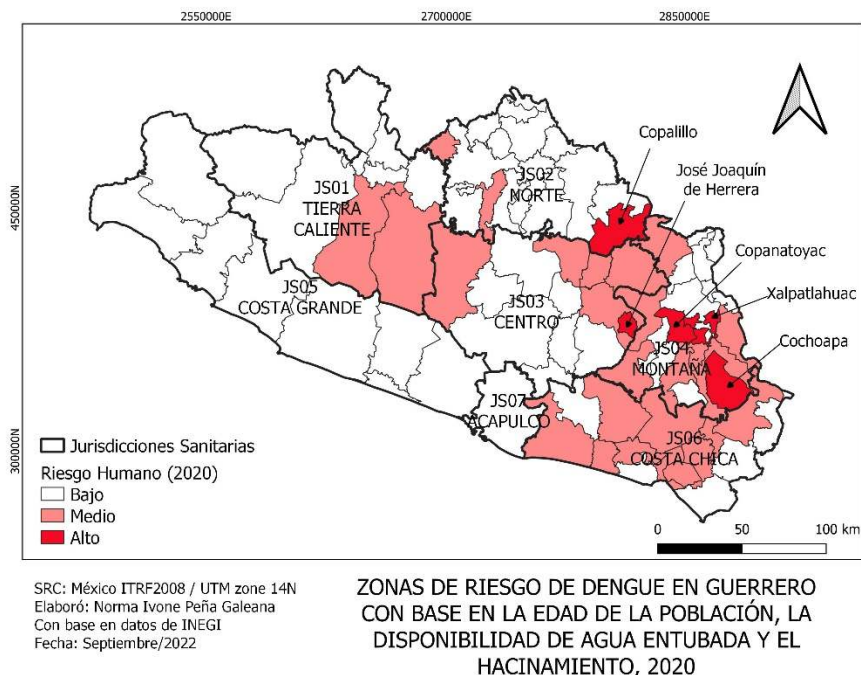 2550000E
2700000E
2850000E
450000N
300000N
Copalillo
José Joaquín
de Herrera
Copanatoyac
Xalpatlahuac
Cochoapa
JS01
TIERRA
CALIENTE
JS02
NORTE
JS05
COSTA GRANDE
JS03
CENTRO
JS04
MONTAÑA
JS07
ACAPULCO
JS06
COSTA CHICA
Jurisdicciones Sanitarias
Riesgo Humano (2020)
Bajo
Medio
Alto
0 50 100 km
SRC: México ITRF2008 / UTM zone 14N
Elaboró: Norma Ivone Peña Galeana
Con base en datos de INEGI
Fecha: Septiembre/2022
ZONAS DE RIESGO DE DENGUE EN GUERRERO
CON BASE EN LA EDAD DE LA POBLACIÓN, LA
DISPONIBILIDAD DE AGUA ENTUBADA Y EL
HACINAMIENTO, 2020